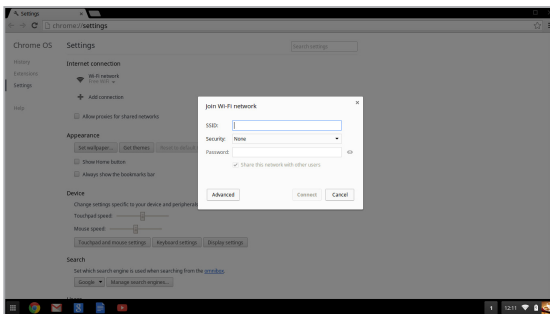 Settings
chrome://settings
Chrome OS
Settings
Search settings
History
Extensions
Settings
Help
Internet connection
Wi-Fi network
Add connection
Allow proxies for shared networks
Appearance
Set wallpaper... Get themes Reset to default
Show Home button
Always show the bookmarks bar
Device
Change settings specific to your device and peripherals
Touchpad speed:
Mouse speed:
Touchpad and mouse settings Keyboard settings Display settings
Search
Set which search engine is used when searching from the omnibox.
Google Manage search engines...
Join Wi-Fi network
SSID:
Security: None
Password:
Share this network with other users
Advanced Connect Cancel
1 12:11